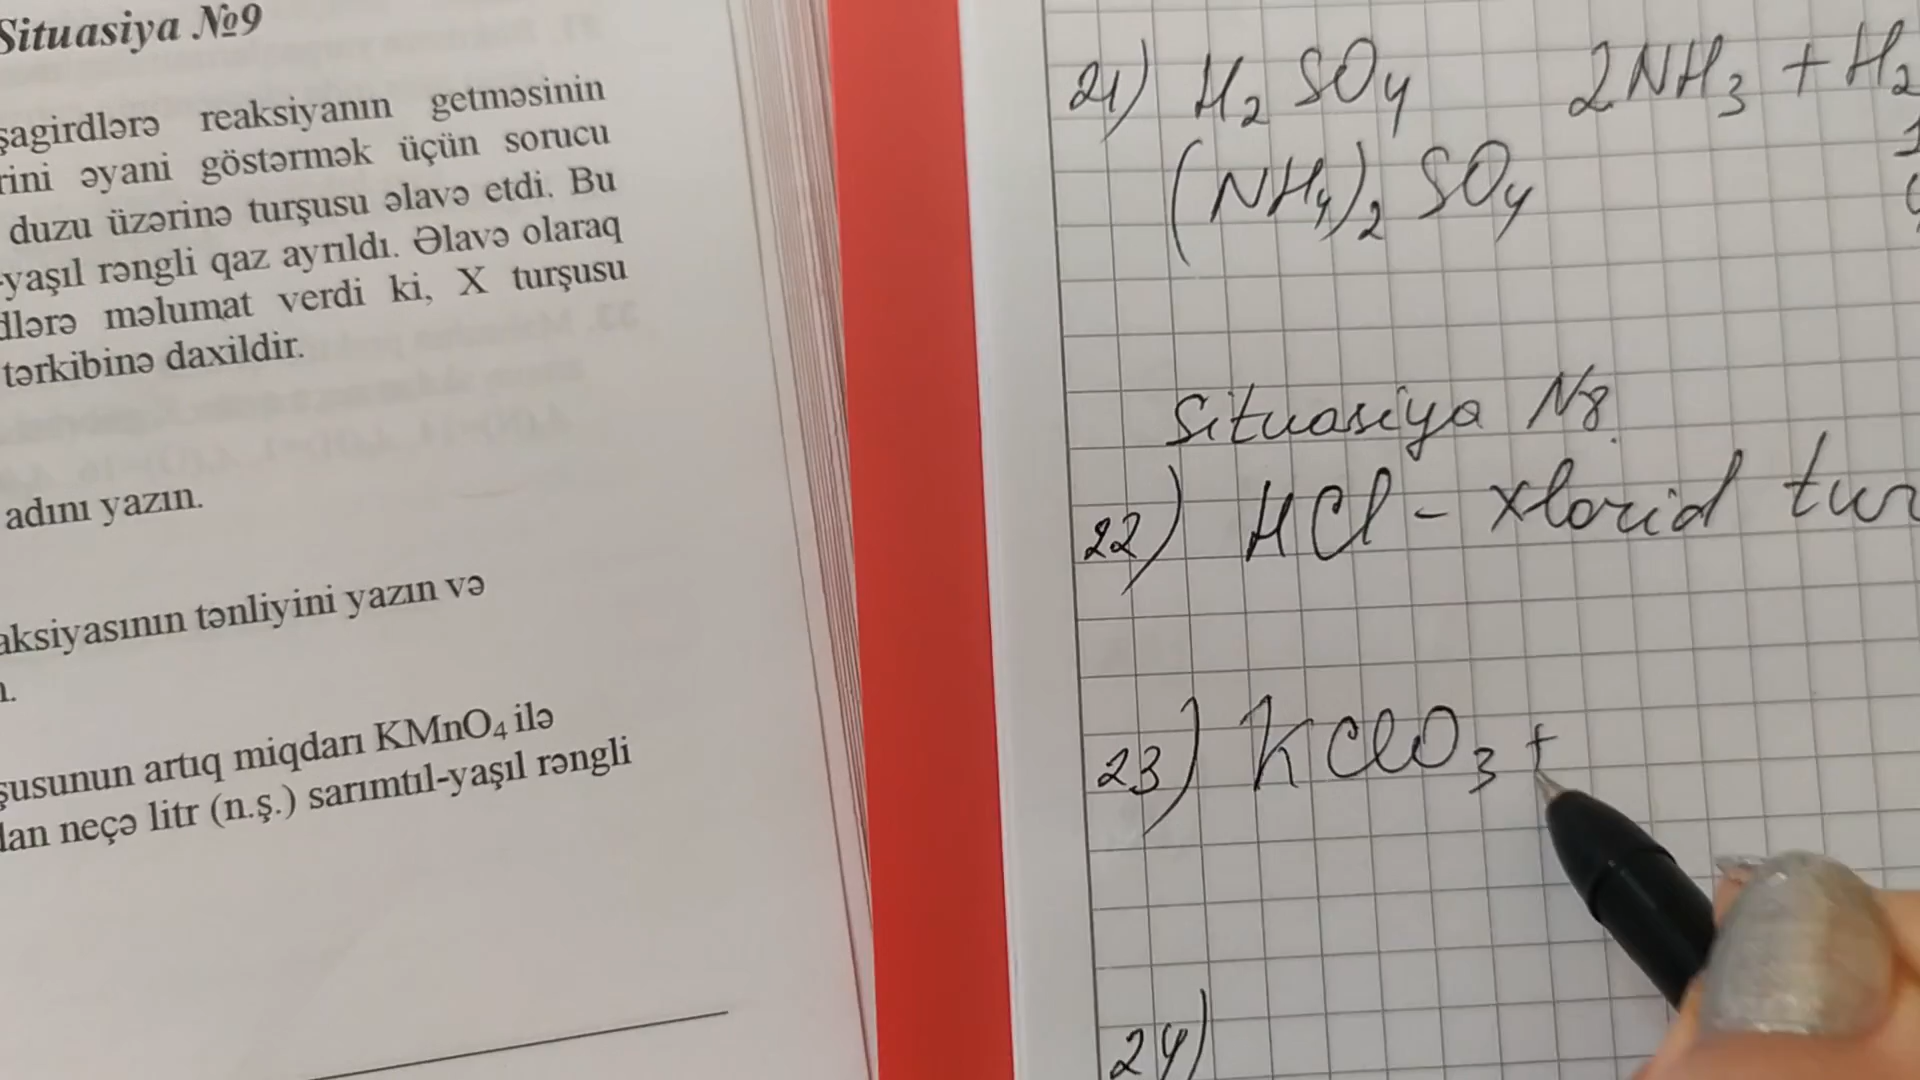 Situasiya №9
şagirdlərə reaksiyanın getməsinin
rini əyani göstərmək üçün sorucu
duzu üzərinə turşusu əlavə etdi. Bu
-yaşıl rəngli qaz ayrıldı. Əlavə olaraq
dlərə məlumat verdi ki, X turşusu
tərkibinə daxildir.
adını yazın.
aksiyasının tənliyini yazın və
şusunun artıq miqdarı KMnO₄ ilə
lan neçə litr (n.ş.) sarımtıl-yaşıl rəngli
21) H₂SO₄ 2NH₃ + H₂
(NH₄)₂SO₄
Situasiya N8.
22) HCl - xlorid tur
23) KClO₃ +
24)